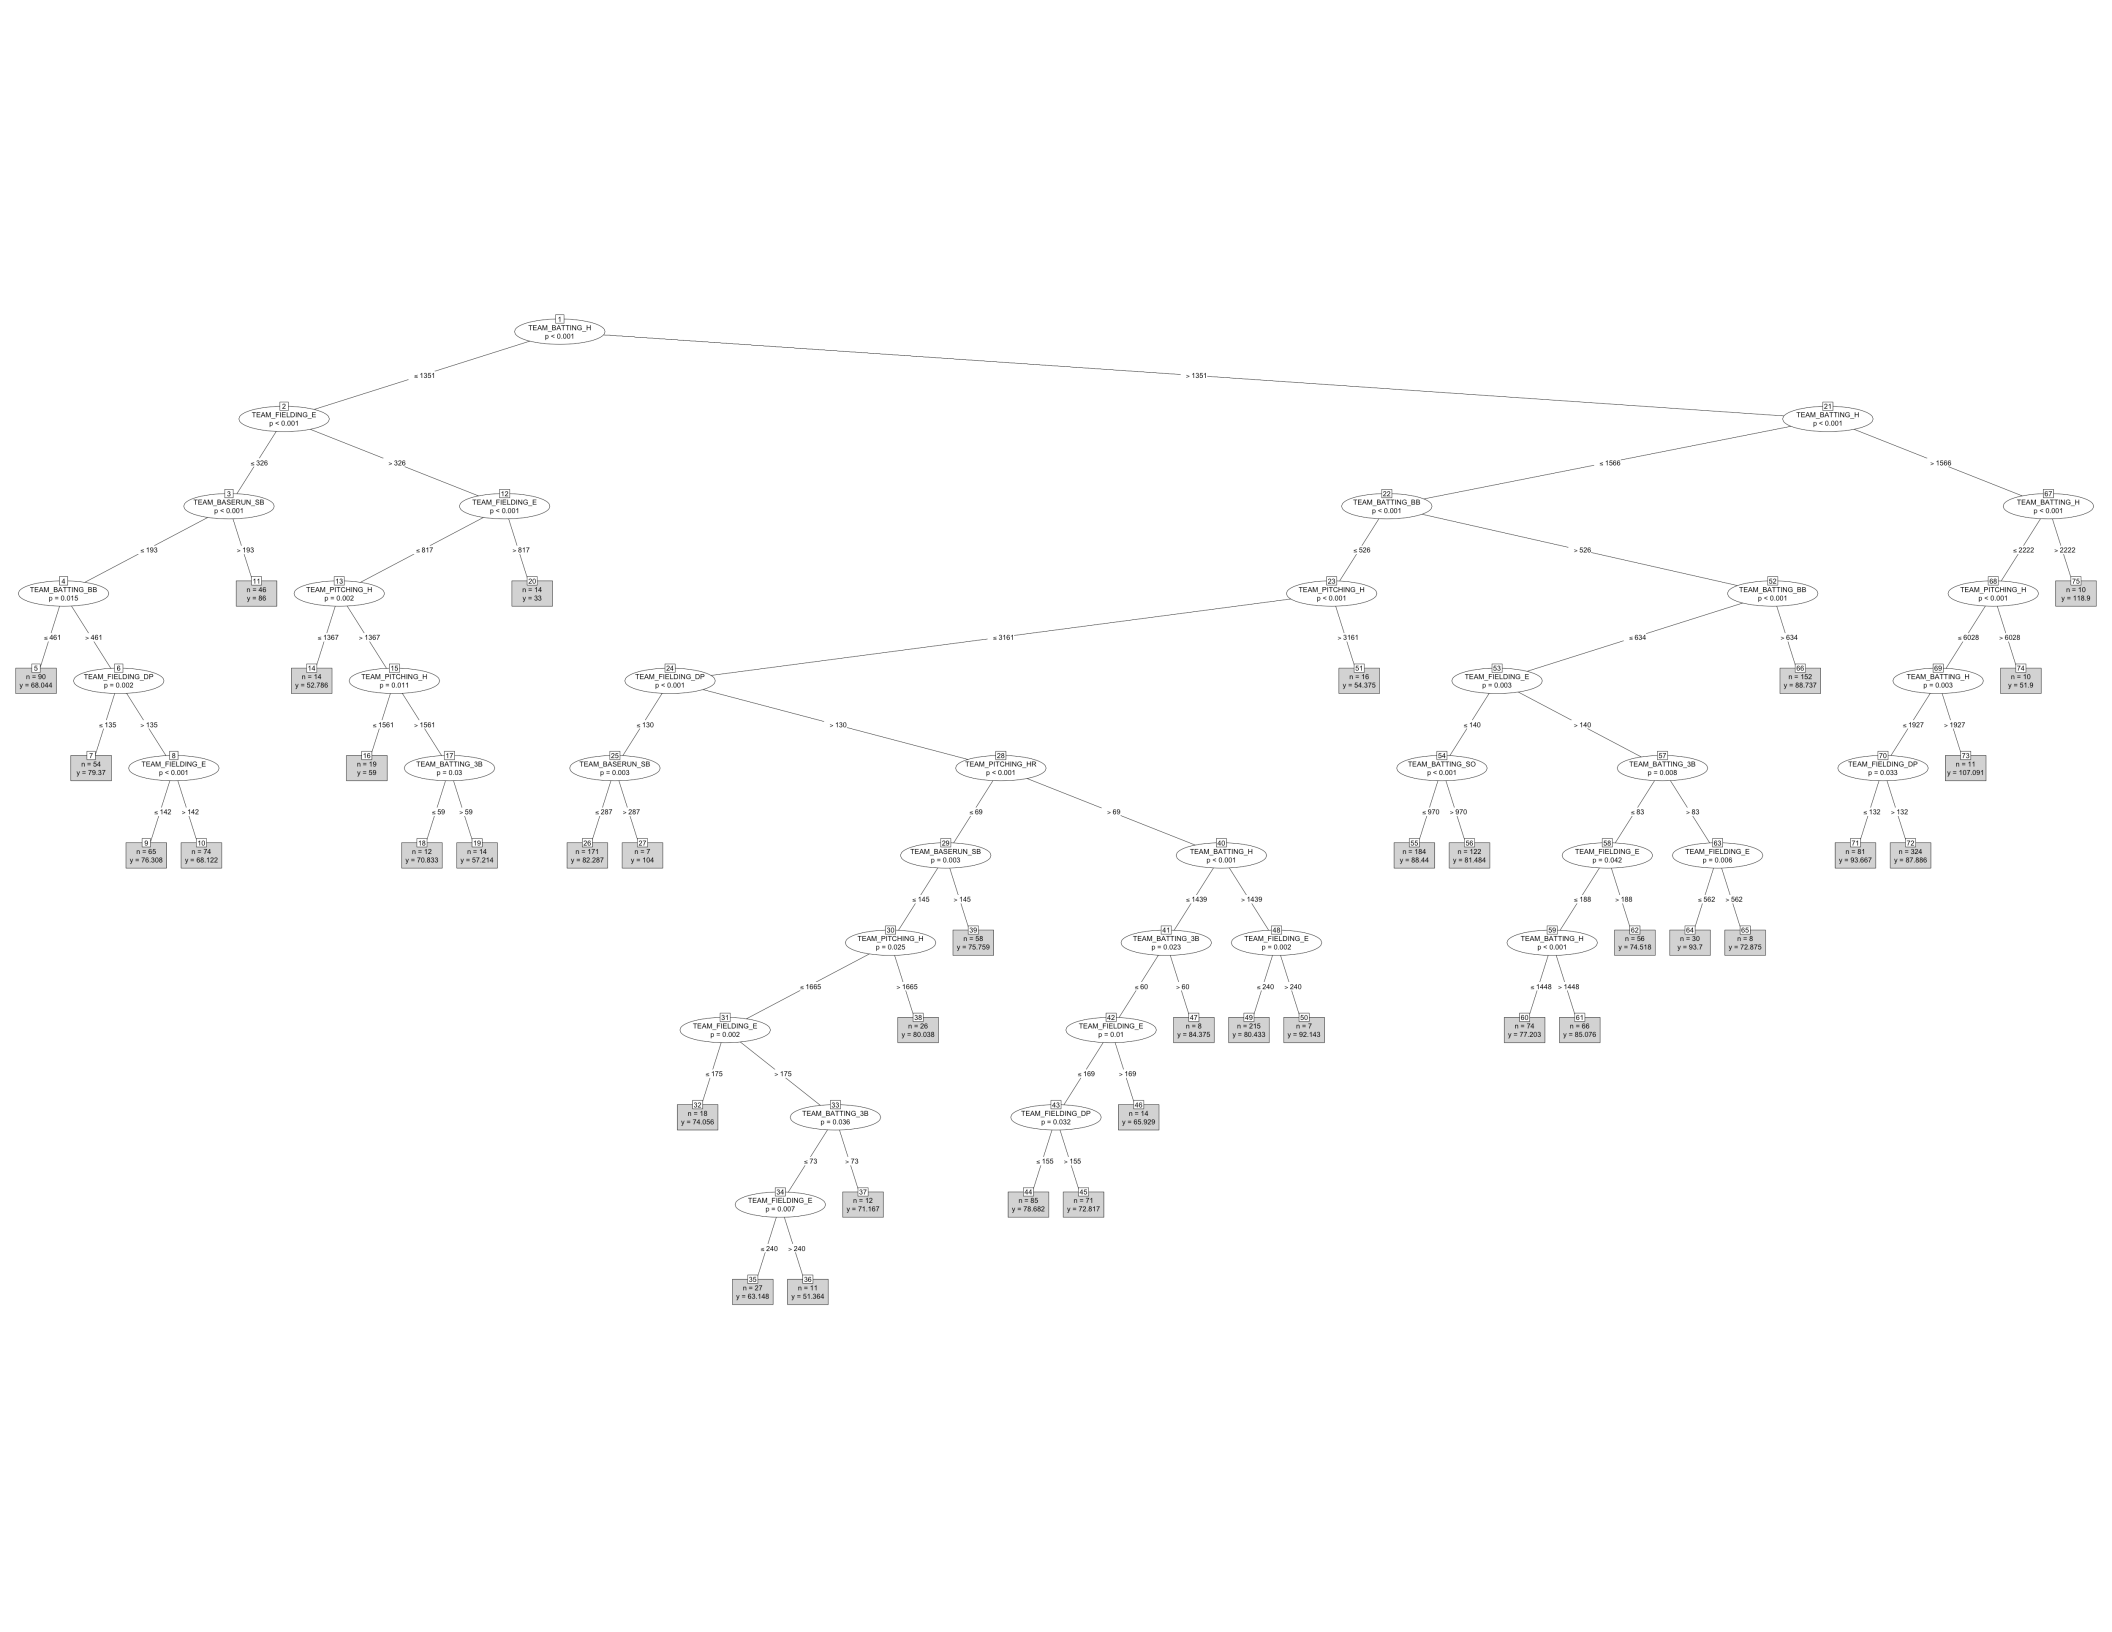 1
TEAM_BATTING_H
p < 0.001
≤ 1351
> 1351
2
TEAM_FIELDING_E
p < 0.001
21
TEAM_BATTING_H
p < 0.001
≤ 326
> 326
≤ 1566
> 1566
3
TEAM_BASERUN_SB
p < 0.001
12
TEAM_FIELDING_E
p < 0.001
22
TEAM_BATTING_BB
p < 0.001
67
TEAM_BATTING_H
p < 0.001
≤ 193
> 193
≤ 817
> 817
≤ 526
> 526
≤ 2222
> 2222
4
TEAM_BATTING_BB
p = 0.015
11
n = 46
y = 86
13
TEAM_PITCHING_H
p = 0.002
20
n = 14
y = 33
23
TEAM_PITCHING_H
p < 0.001
52
TEAM_BATTING_BB
p < 0.001
68
TEAM_PITCHING_H
p < 0.001
75
n = 10
y = 118.9
≤ 461
> 461
≤ 1367
> 1367
≤ 3161
> 3161
≤ 634
> 634
≤ 6028
> 6028
5
n = 90
y = 68.044
6
TEAM_FIELDING_DP
p = 0.002
14
n = 14
y = 52.786
15
TEAM_PITCHING_H
p = 0.011
24
TEAM_FIELDING_DP
p < 0.001
51
n = 16
y = 54.375
53
TEAM_FIELDING_E
p = 0.003
66
n = 152
y = 88.737
69
TEAM_BATTING_H
p = 0.003
74
n = 10
y = 51.9
≤ 135
> 135
≤ 1561
> 1561
≤ 130
> 130
≤ 140
> 140
≤ 1927
> 1927
7
n = 54
y = 79.37
8
TEAM_FIELDING_E
p < 0.001
16
n = 19
y = 59
17
TEAM_BATTING_3B
p = 0.03
25
TEAM_BASERUN_SB
p = 0.003
28
TEAM_PITCHING_HR
p < 0.001
54
TEAM_BATTING_SO
p < 0.001
57
TEAM_BATTING_3B
p = 0.008
70
TEAM_FIELDING_DP
p = 0.033
73
n = 11
y = 107.091
≤ 142
> 142
≤ 59
> 59
≤ 287
> 287
≤ 69
> 69
≤ 970
> 970
≤ 83
> 83
≤ 132
> 132
9
n = 65
y = 76.308
10
n = 74
y = 68.122
18
n = 12
y = 70.833
19
n = 14
y = 57.214
26
n = 171
y = 82.287
27
n = 7
y = 104
29
TEAM_BASERUN_SB
p = 0.003
40
TEAM_BATTING_H
p < 0.001
55
n = 184
y = 88.44
56
n = 122
y = 81.484
58
TEAM_FIELDING_E
p = 0.042
63
TEAM_FIELDING_E
p = 0.006
71
n = 81
y = 93.667
72
n = 324
y = 87.886
≤ 145
> 145
≤ 1439
> 1439
≤ 188
> 188
≤ 562
> 562
30
TEAM_PITCHING_H
p = 0.025
39
n = 58
y = 75.759
41
TEAM_BATTING_3B
p = 0.023
48
TEAM_FIELDING_E
p = 0.002
59
TEAM_BATTING_H
p < 0.001
62
n = 56
y = 74.518
64
n = 30
y = 93.7
65
n = 8
y = 72.875
≤ 1665
> 1665
≤ 60
> 60
≤ 240
> 240
≤ 1448
> 1448
31
TEAM_FIELDING_E
p = 0.002
38
n = 26
y = 80.038
42
TEAM_FIELDING_E
p = 0.01
47
n = 8
y = 84.375
49
n = 215
y = 80.433
50
n = 7
y = 92.143
60
n = 74
y = 77.203
61
n = 66
y = 85.076
≤ 175
> 175
≤ 169
> 169
32
n = 18
y = 74.056
33
TEAM_BATTING_3B
p = 0.036
43
TEAM_FIELDING_DP
p = 0.032
46
n = 14
y = 65.929
≤ 73
> 73
≤ 155
> 155
34
TEAM_FIELDING_E
p = 0.007
37
n = 12
y = 71.167
44
n = 85
y = 78.682
45
n = 71
y = 72.817
≤ 240
> 240
35
n = 27
y = 63.148
36
n = 11
y = 51.364